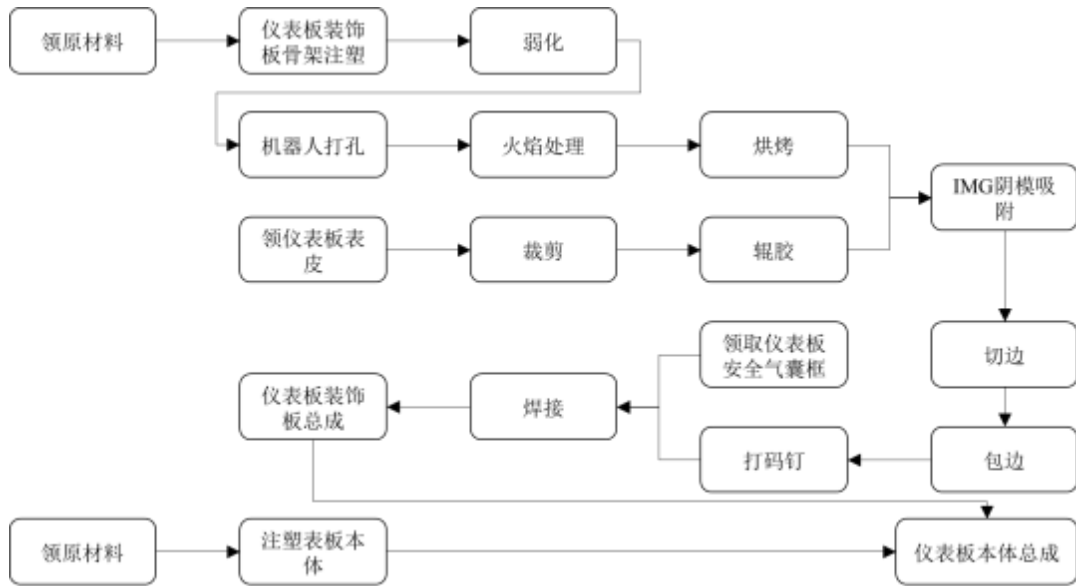 领原材料
仪表板装饰
板骨架注塑
弱化
机器人打孔
火焰处理
烘烤
IMG阴模吸
附
领仪表板表
皮
裁剪
辊胶
领取仪表板
安全气囊框
切边
仪表板装饰
板总成
焊接
打码钉
包边
领原材料
注塑表板本
体
仪表板本体总成